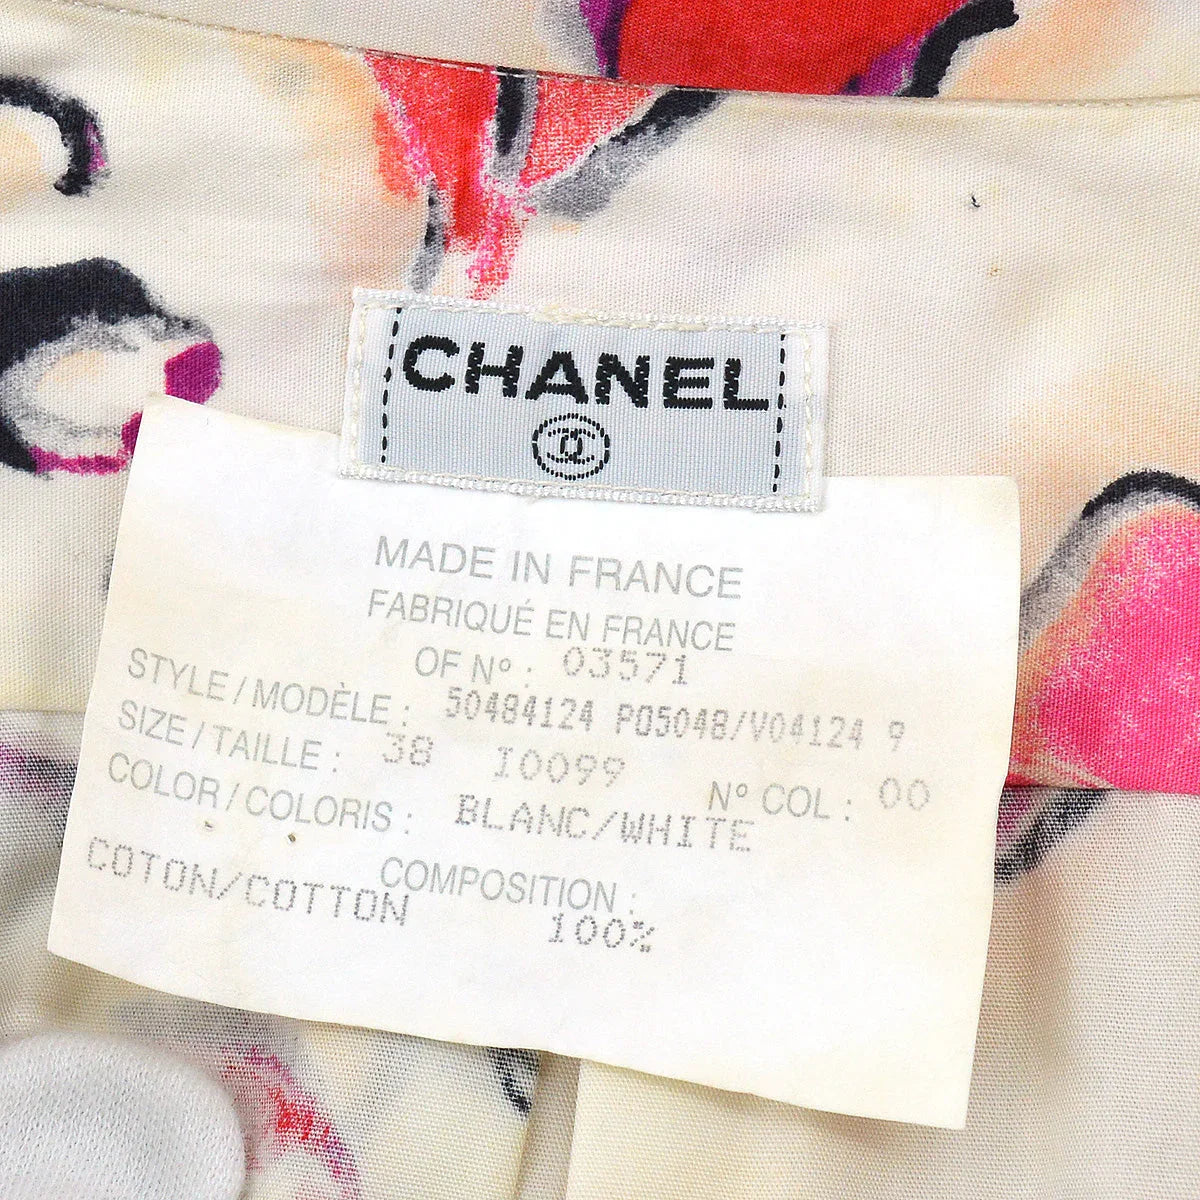 CHANEL
MADE IN FRANCE
FABRIQUÉ EN FRANCE
OF N° : 03571
STYLE / MODÈLE : 50484124 P05048/V04124 9
SIZE / TAILLE : 38 I0099 N° COL : 00
COLOR / COLORIS : BLANC/WHITE
COMPOSITION :
COTON/COTTON 100%